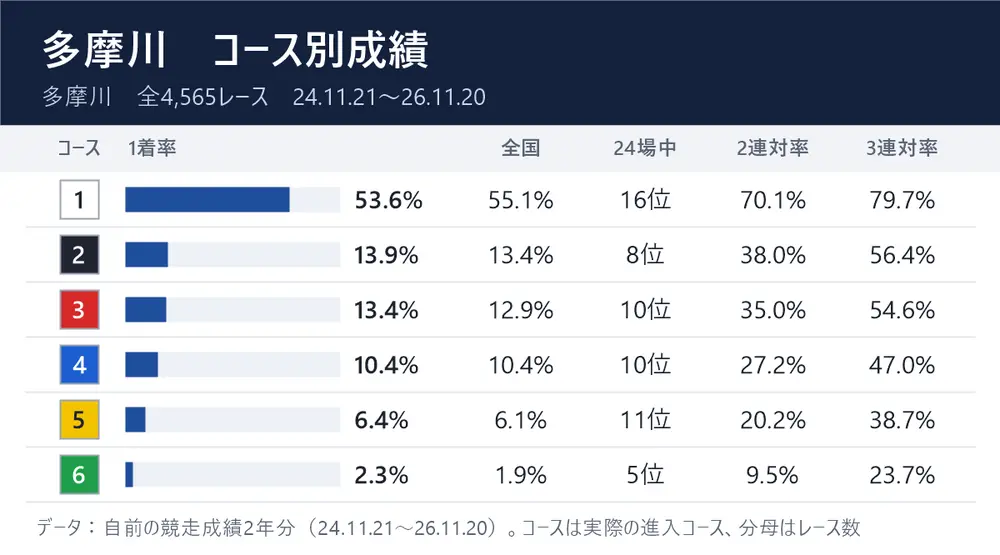 多摩川　コース別成績
多摩川　全4,565レース　24.11.21〜26.11.20
コース　1着率　全国　24場中　2連対率　3連対率
1　53.6%　55.1%　16位　70.1%　79.7%
2　13.9%　13.4%　8位　38.0%　56.4%
3　13.4%　12.9%　10位　35.0%　54.6%
4　10.4%　10.4%　10位　27.2%　47.0%
5　6.4%　6.1%　11位　20.2%　38.7%
6　2.3%　1.9%　5位　9.5%　23.7%
データ：自前の競走成績2年分（24.11.21〜26.11.20）。コースは実際の進入コース、分母はレース数